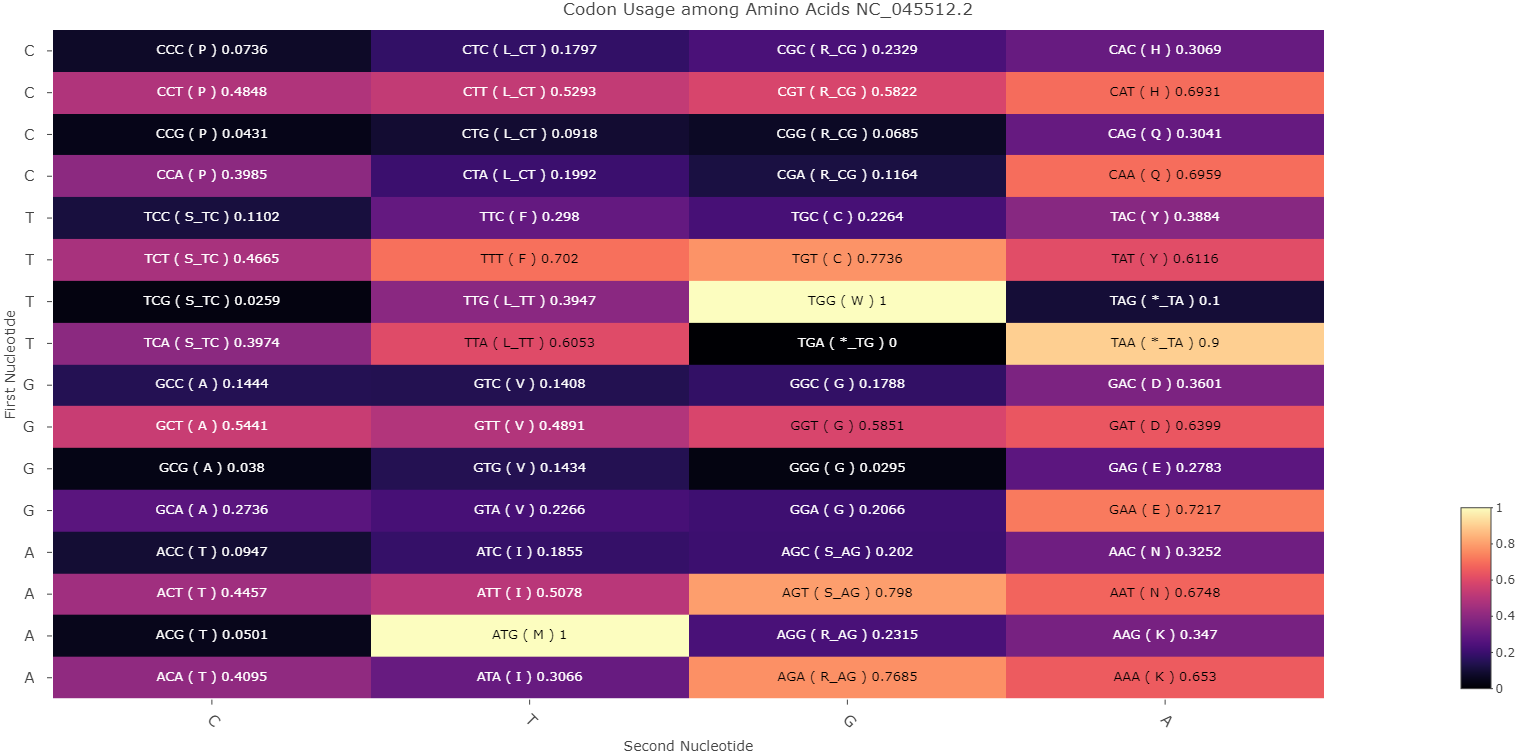 Codon Usage among Amino Acids NC_045512.2
C CCC ( P ) 0.0736 CTC ( L_CT ) 0.1797 CGC ( R_CG ) 0.2329 CAC ( H ) 0.3069
C CCT ( P ) 0.4848 CTT ( L_CT ) 0.5293 CGT ( R_CG ) 0.5822 CAT ( H ) 0.6931
C CCG ( P ) 0.0431 CTG ( L_CT ) 0.0918 CGG ( R_CG ) 0.0685 CAG ( Q ) 0.3041
C CCA ( P ) 0.3985 CTA ( L_CT ) 0.1992 CGA ( R_CG ) 0.1164 CAA ( Q ) 0.6959
T TCC ( S_TC ) 0.1102 TTC ( F ) 0.298 TGC ( C ) 0.2264 TAC ( Y ) 0.3884
T TCT ( S_TC ) 0.4665 TTT ( F ) 0.702 TGT ( C ) 0.7736 TAT ( Y ) 0.6116
T TCG ( S_TC ) 0.0259 TTG ( L_TT ) 0.3947 TGG ( W ) 1 TAG ( *_TA ) 0.1
T TCA ( S_TC ) 0.3974 TTA ( L_TT ) 0.6053 TGA ( *_TG ) 0 TAA ( *_TA ) 0.9
G GCC ( A ) 0.1444 GTC ( V ) 0.1408 GGC ( G ) 0.1788 GAC ( D ) 0.3601
G GCT ( A ) 0.5441 GTT ( V ) 0.4891 GGT ( G ) 0.5851 GAT ( D ) 0.6399
G GCG ( A ) 0.038 GTG ( V ) 0.1434 GGG ( G ) 0.0295 GAG ( E ) 0.2783
G GCA ( A ) 0.2736 GTA ( V ) 0.2266 GGA ( G ) 0.2066 GAA ( E ) 0.7217
A ACC ( T ) 0.0947 ATC ( I ) 0.1855 AGC ( S_AG ) 0.202 AAC ( N ) 0.3252
A ACT ( T ) 0.4457 ATT ( I ) 0.5078 AGT ( S_AG ) 0.798 AAT ( N ) 0.6748
A ACG ( T ) 0.0501 ATG ( M ) 1 AGG ( R_AG ) 0.2315 AAG ( K ) 0.347
A ACA ( T ) 0.4095 ATA ( I ) 0.3066 AGA ( R_AG ) 0.7685 AAA ( K ) 0.653
First Nucleotide
C T G A
Second Nucleotide
1
0.8
0.6
0.4
0.2
0